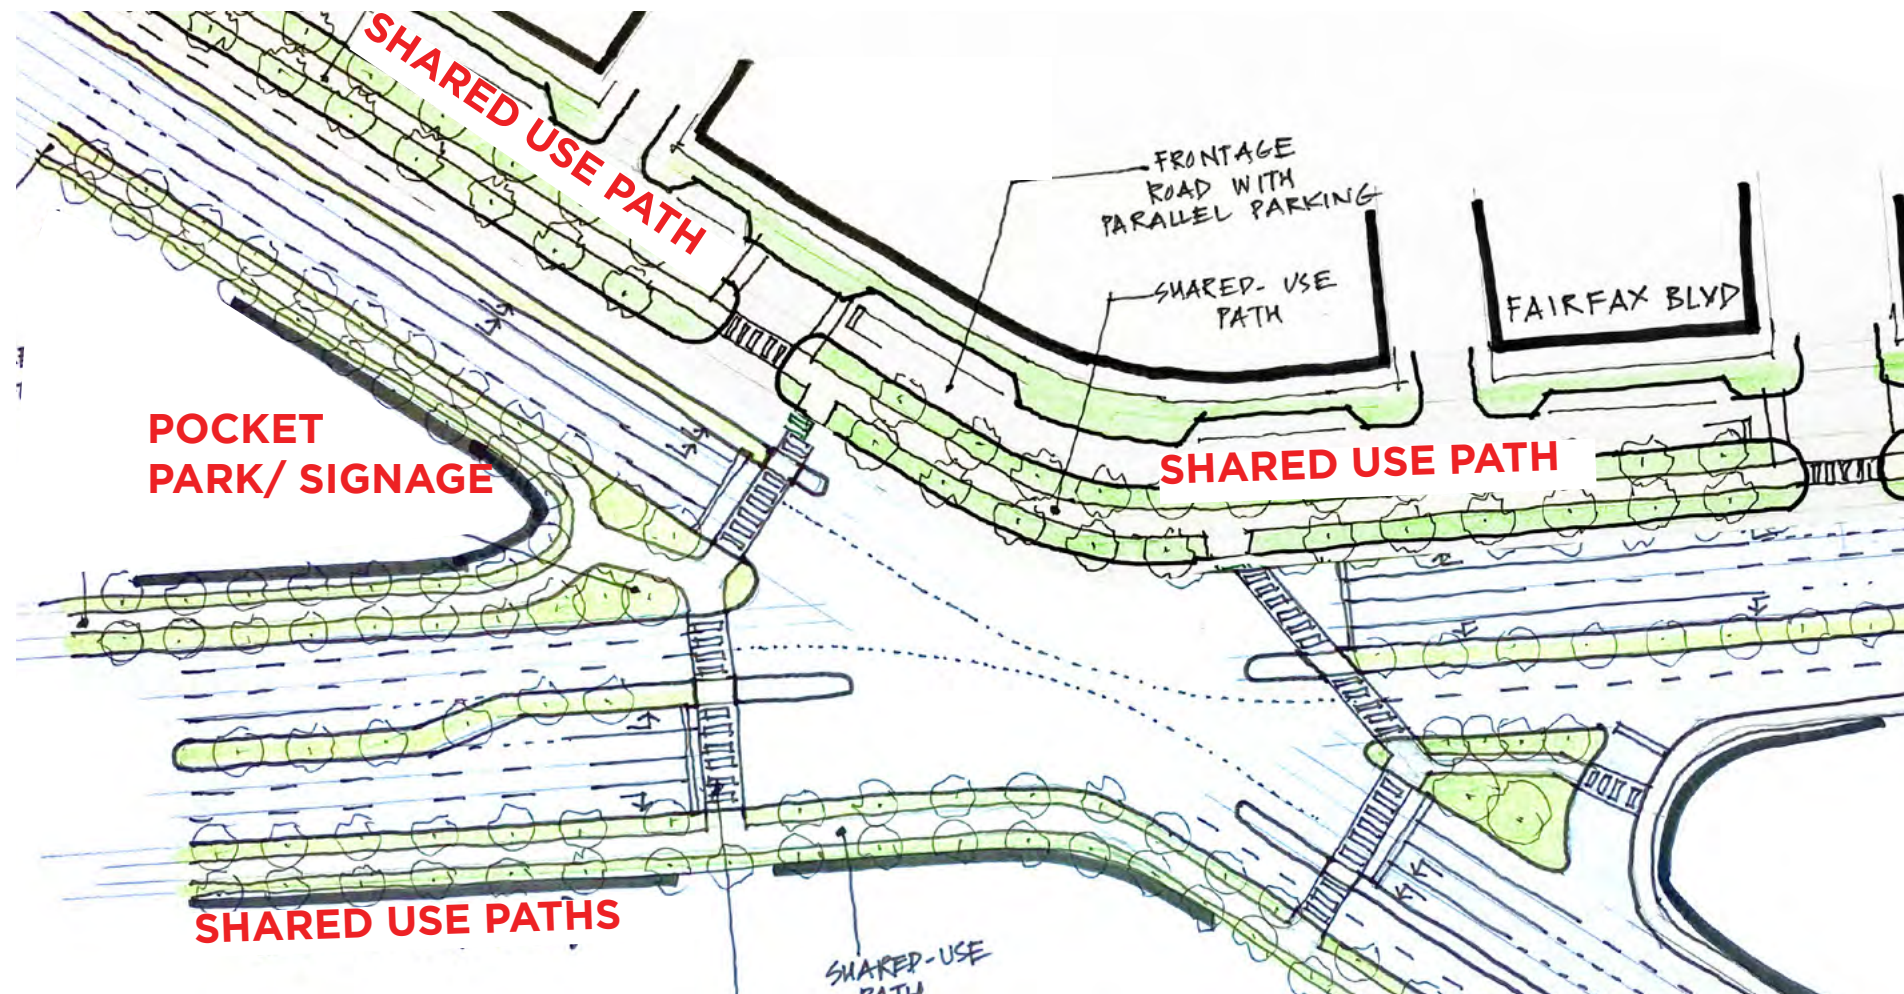 SHARED USE PATH
FRONTAGE
ROAD WITH
PARALLEL PARKING
SHARED-USE
PATH
FAIRFAX BLVD
POCKET
PARK/ SIGNAGE
SHARED USE PATH
SHARED USE PATHS
SHARED-USE
PATH